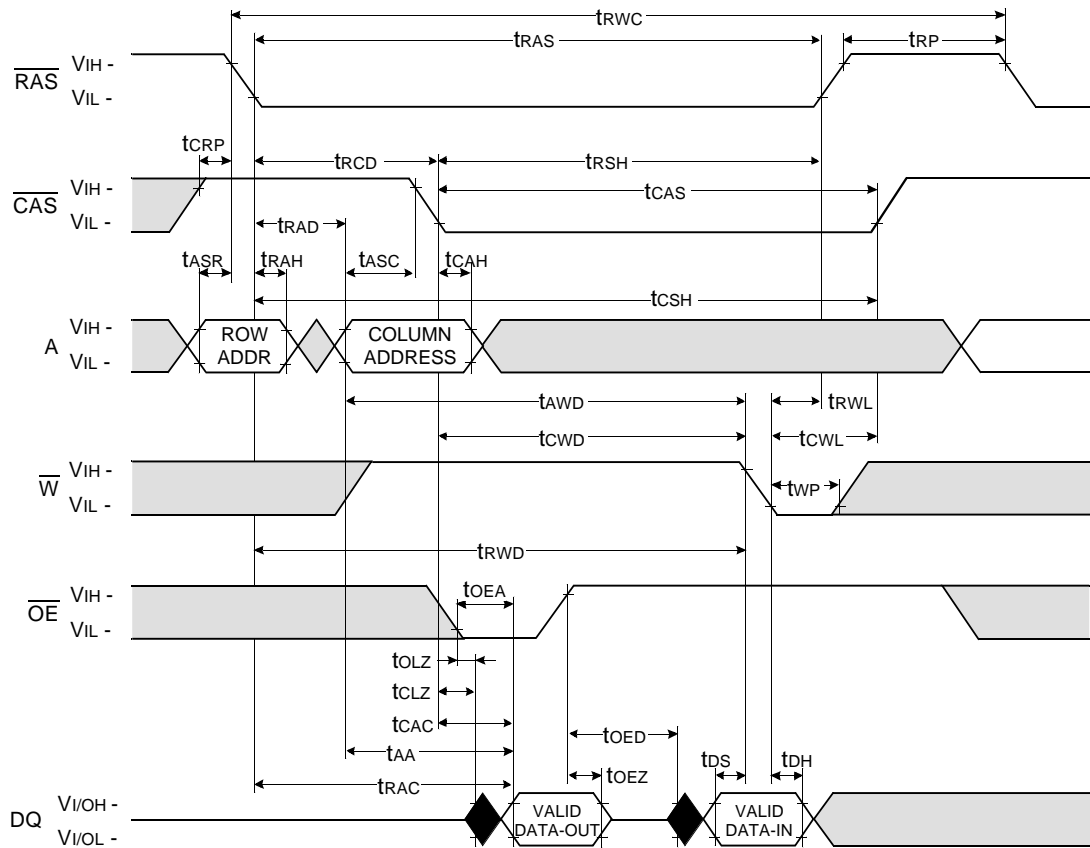 tRWC
tRAS
tRP
RAS
VIH -
VIL -
tCRP
tRCD
tRSH
CAS
VIH -
VIL -
tCAS
tRAD
tASR
tRAH
tASC
tCAH
tCSH
A
VIH -
VIL -
ROW
ADDR
COLUMN
ADDRESS
tAWD
tRWL
tCWD
tCWL
W
VIH -
VIL -
tWP
tRWD
OE
VIH -
VIL -
tOEA
tOLZ
tCLZ
tCAC
tOED
tAA
tOEZ
tDS
tDH
tRAC
DQ
VI/OH -
VI/OL -
VALID
DATA-OUT
VALID
DATA-IN